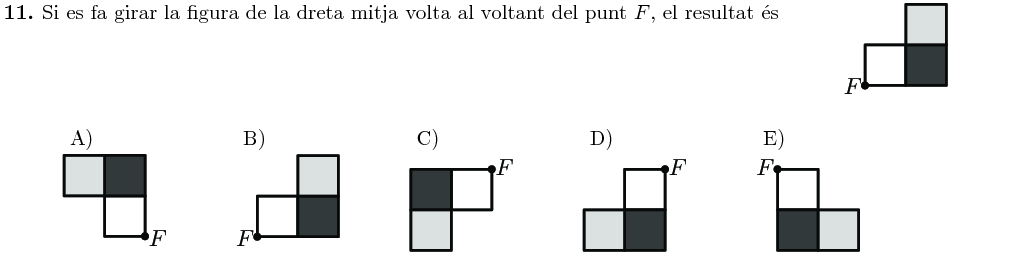 11. Si es fa girar la figura de la dreta mitja volta al voltant del punt F, el resultat és
F
A)
B)
C)
D)
E)
F
F
F
F
F